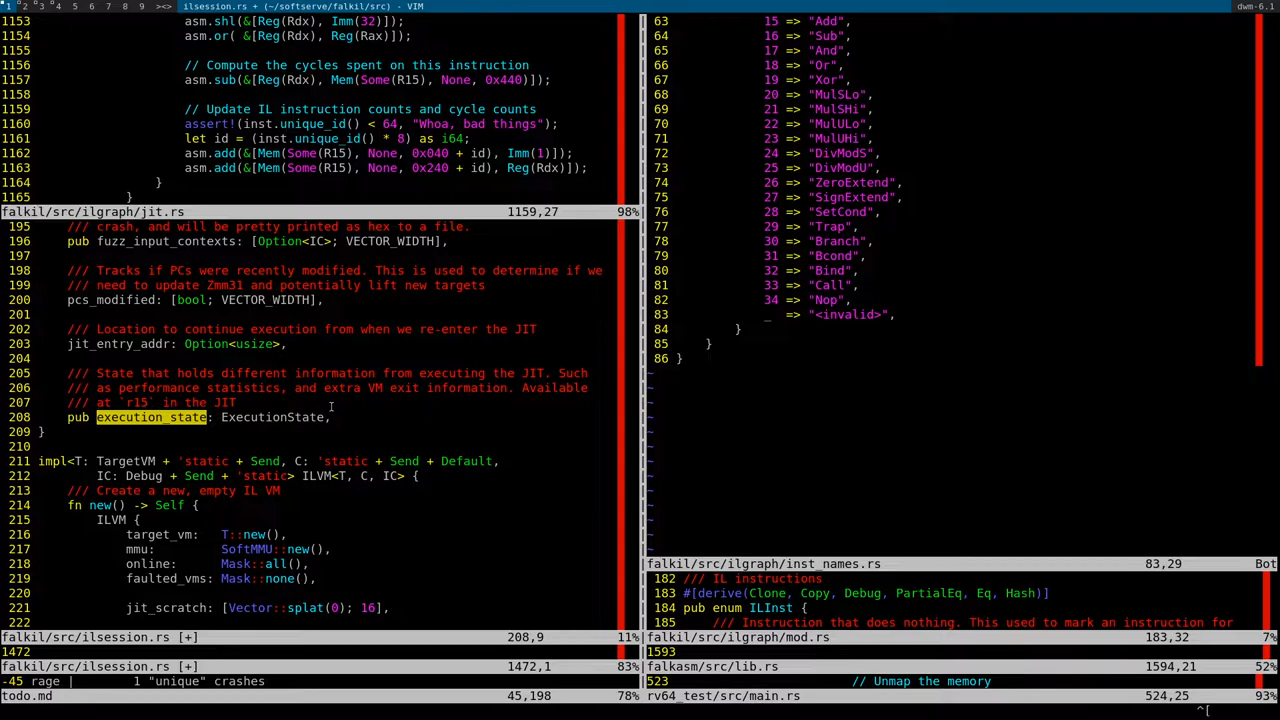 1 2 3 4 5 6 7 8 9 ><> ilsession.rs + (~/softserve/falkil/src) - VIM dwm-6.1
1153 asm.shl(&[Reg(Rdx), Imm(32)]);
1154 asm.or( &[Reg(Rdx), Reg(Rax)]);
1155
1156 // Compute the cycles spent on this instruction
1157 asm.sub(&[Reg(Rdx), Mem(Some(R15), None, 0x440)]);
1158
1159 // Update IL instruction counts and cycle counts
1160 assert!(inst.unique_id() < 64, "Whoa, bad things");
1161 let id = (inst.unique_id() * 8) as i64;
1162 asm.add(&[Mem(Some(R15), None, 0x040 + id), Imm(1)]);
1163 asm.add(&[Mem(Some(R15), None, 0x240 + id), Reg(Rdx)]);
1164 }
1165 }
falkil/src/ilgraph/jit.rs 1159,27 98%
195 /// crash, and will be pretty printed as hex to a file.
196 pub fuzz_input_contexts: [Option<IC>; VECTOR_WIDTH],
197
198 /// Tracks if PCs were recently modified. This is used to determine if we
199 /// need to update Zmm31 and potentially lift new targets
200 pcs_modified: [bool; VECTOR_WIDTH],
201
202 /// Location to continue execution from when we re-enter the JIT
203 jit_entry_addr: Option<usize>,
204
205 /// State that holds different information from executing the JIT. Such
206 /// as performance statistics, and extra VM exit information. Available
207 /// at `r15` in the JIT
208 pub execution_state: ExecutionState,
209 }
210
211 impl<T: TargetVM + 'static + Send, C: 'static + Send + Default,
212 IC: Debug + Send + 'static> ILVM<T, C, IC> {
213 /// Create a new, empty IL VM
214 fn new() -> Self {
215 ILVM {
216 target_vm: T::new(),
217 mmu: SoftMMU::new(),
218 online: Mask::all(),
219 faulted_vms: Mask::none(),
220
221 jit_scratch: [Vector::splat(0); 16],
222
falkil/src/ilsession.rs [+] 208,9 11%
1472
falkil/src/ilsession.rs [+] 1472,1 83%
-45 rage | 1 "unique" crashes
todo.md 45,198 78%
63 15 => "Add",
64 16 => "Sub",
65 17 => "And",
66 18 => "Or",
67 19 => "Xor",
68 20 => "MulSLo",
69 21 => "MulSHi",
70 22 => "MulULo",
71 23 => "MulUHi",
72 24 => "DivModS",
73 25 => "DivModU",
74 26 => "ZeroExtend",
75 27 => "SignExtend",
76 28 => "SetCond",
77 29 => "Trap",
78 30 => "Branch",
79 31 => "Bcond",
80 32 => "Bind",
81 33 => "Call",
82 34 => "Nop",
83 _ => "<invalid>",
84 }
85 }
86 }
~
~
~
~
~
~
~
~
~
~
~
~
~
falkil/src/ilgraph/inst_names.rs 83,29 Bot
182 /// IL instructions
183 #[derive(Clone, Copy, Debug, PartialEq, Eq, Hash)]
184 pub enum ILInst {
185 /// Instruction that does nothing. This used to mark an instruction for
falkil/src/ilgraph/mod.rs 183,32 7%
1593
falkasm/src/lib.rs 1594,21 52%
523 // Unmap the memory
rv64_test/src/main.rs 524,25 93%
^[